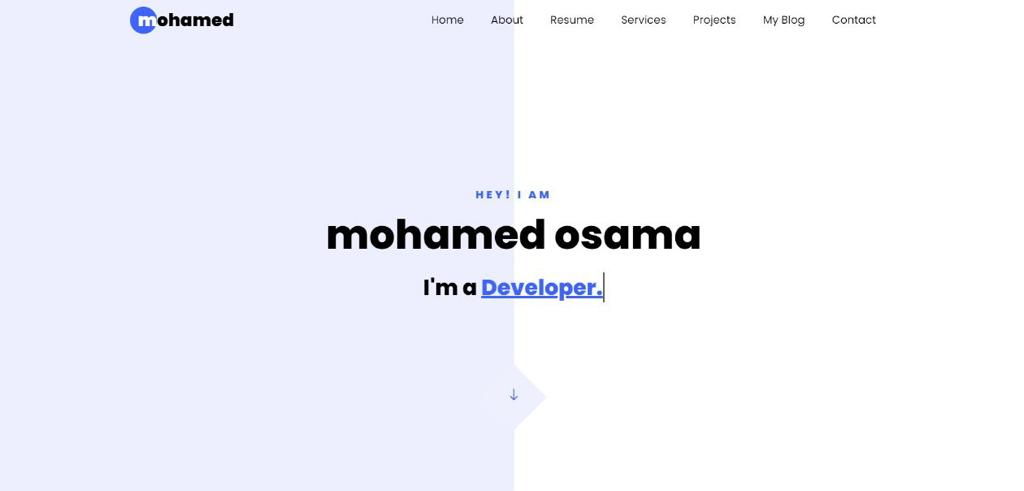 mohamed
Home About Resume Services Projects My Blog Contact
HEY! I AM
mohamed osama
I'm a Developer.